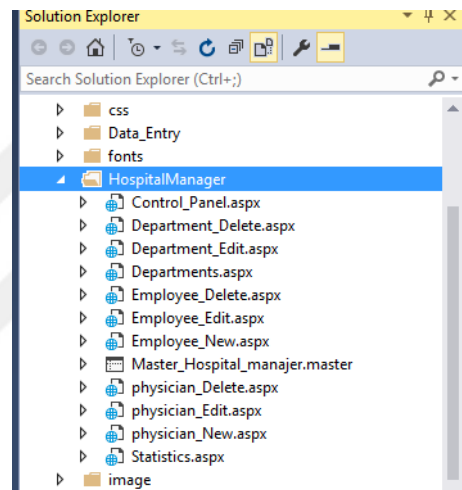 Solution Explorer
Search Solution Explorer (Ctrl+;)
css
Data_Entry
fonts
HospitalManager
Control_Panel.aspx
Department_Delete.aspx
Department_Edit.aspx
Departments.aspx
Employee_Delete.aspx
Employee_Edit.aspx
Employee_New.aspx
Master_Hospital_manajer.master
physician_Delete.aspx
physician_Edit.aspx
physician_New.aspx
Statistics.aspx
image